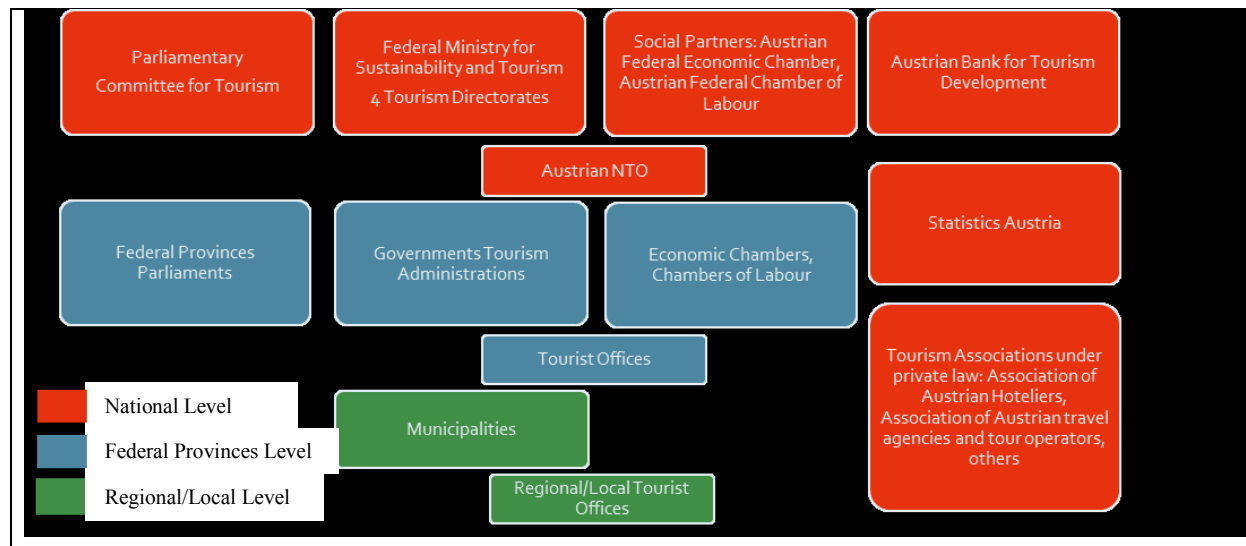 Parliamentary
Committee for Tourism
Federal Ministry for
Sustainability and Tourism
4 Tourism Directorates
Social Partners: Austrian
Federal Economic Chamber,
Austrian Federal Chamber of
Labour
Austrian Bank for Tourism
Development
Austrian NTO
Statistics Austria
Federal Provinces
Parliaments
Governments Tourism
Administrations
Economic Chambers,
Chambers of Labour
Tourist Offices
Tourism Associations under
private law: Association of
Austrian Hoteliers,
Association of Austrian travel
agencies and tour operators,
others
National Level
Municipalities
Federal Provinces Level
Regional/Local Level
Regional/Local Tourist
Offices